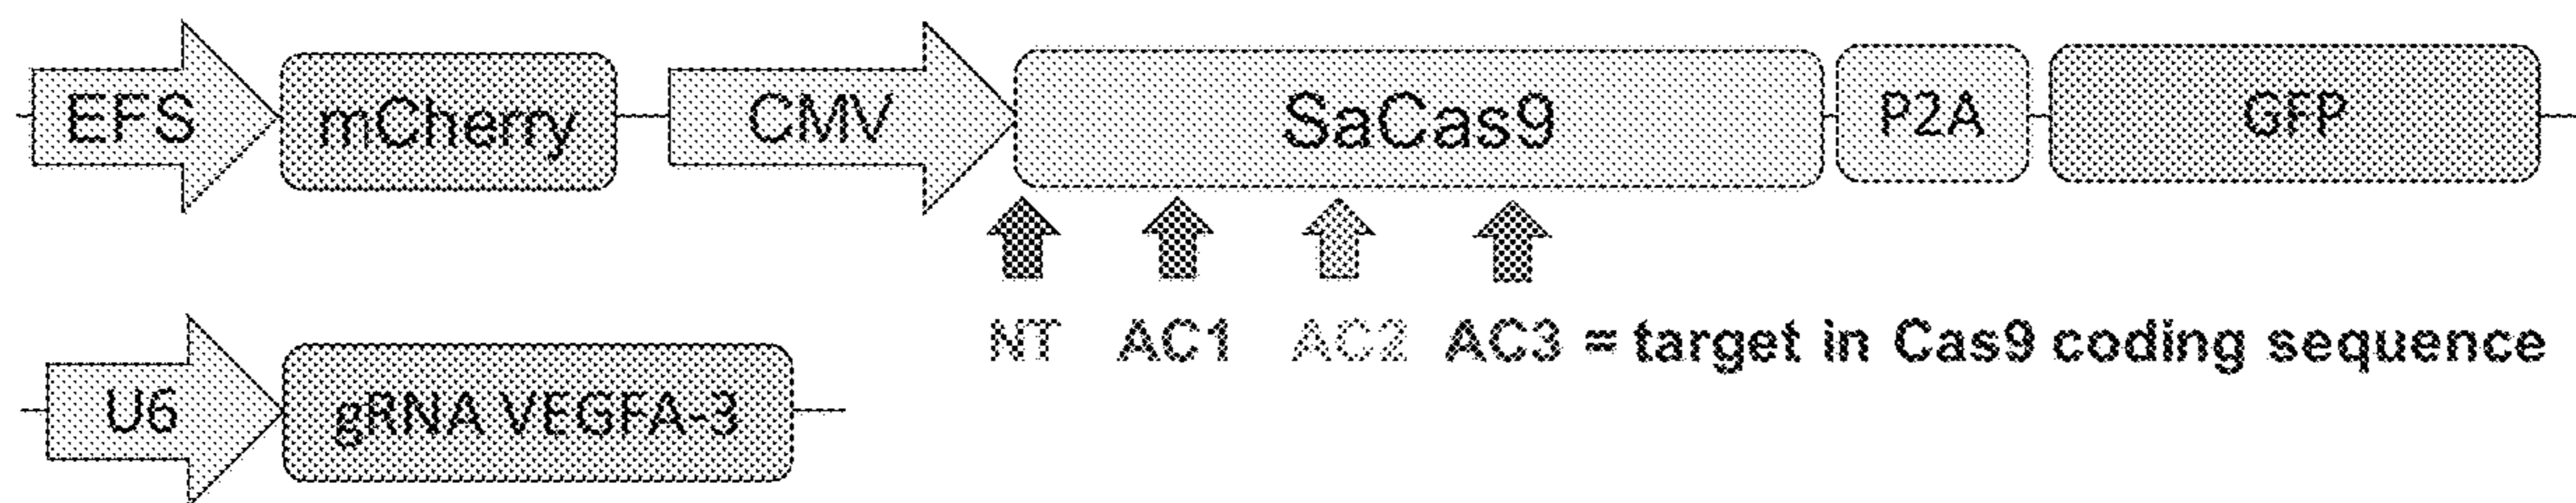 EFS mCherry CMV SaCas9 P2A GFP
NT AC1 AC2 AC3 = target in Cas9 coding sequence
U6 gRNA VEGFA-3